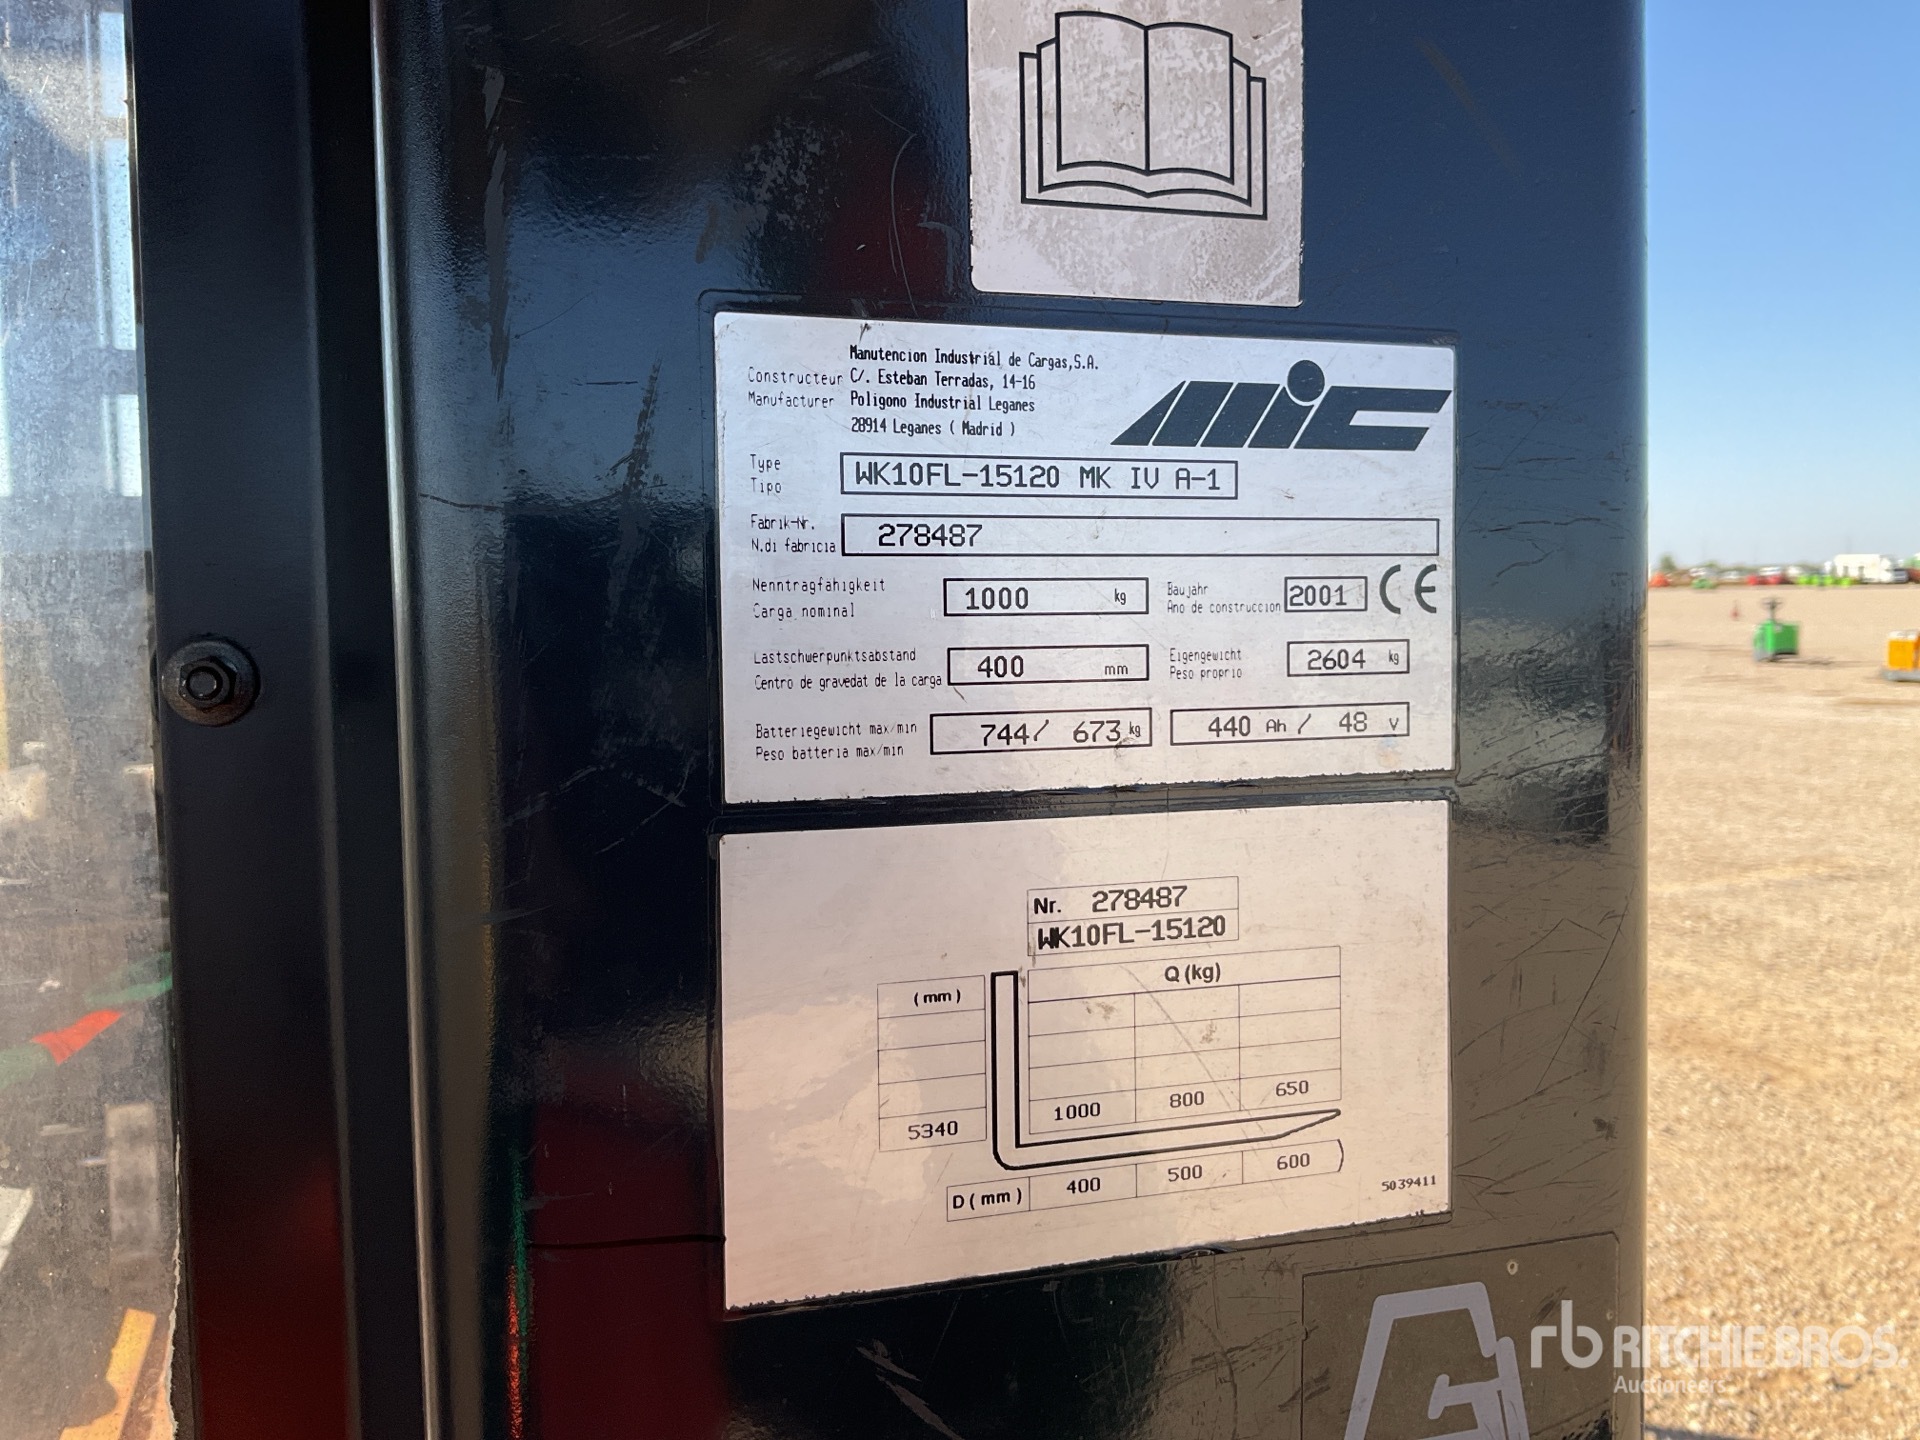 Constructeur
Manufacturer
Manutencion Industrial de Cargas,S.A.
C/. Esteban Terradas, 14-16
Poligono Industrial Leganes
28914 Leganes ( Madrid )
MiC
Type
Tipo
WK10FL-15120 MK IV A-1
Fabrik-Nr.
N.di fabricia
278487
Nenntragfähigkeit
Carga nominal
1000 kg
Baujahr
Ano de construccion
2001
CE
Lastschwerpunktsabstand
Centro de gravedat de la carga
400 mm
Eigengewicht
Peso proprio
2604 kg
Batteriegewicht max/min
Peso batteria max/min
744/ 673 kg
440 Ah / 48 V
Nr. 278487
WK10FL-15120
(mm) Q (kg)
5340 1000 800 650
D (mm) 400 500 600
5039411
rb RITCHIE BROS.
Auctioneers